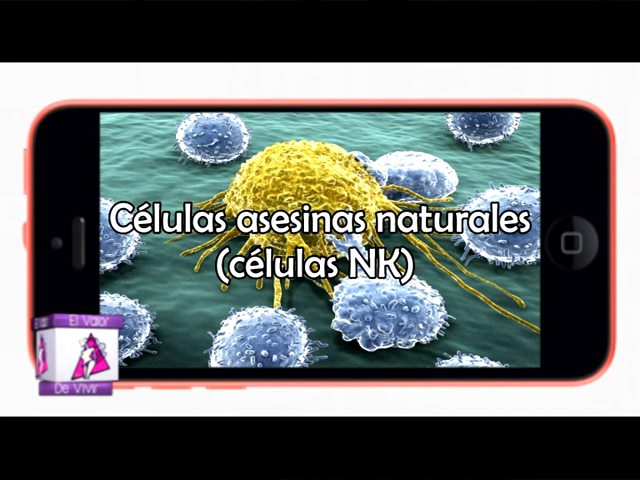 Células asesinas naturales
(células NK)
El Valor
De Vivir